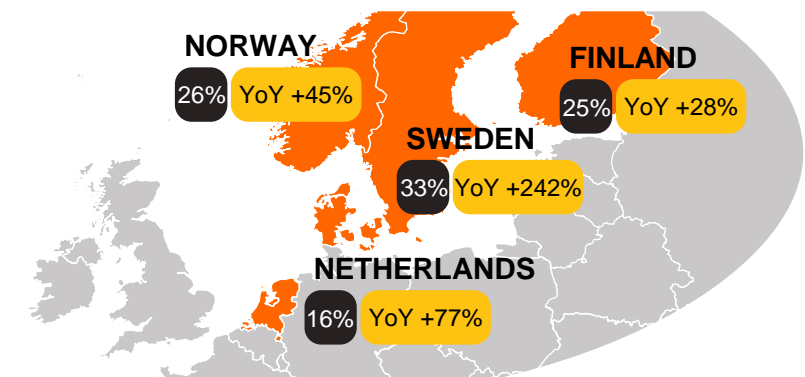 NORWAY
26% YoY +45%
FINLAND
25% YoY +28%
SWEDEN
33% YoY +242%
NETHERLANDS
16% YoY +77%